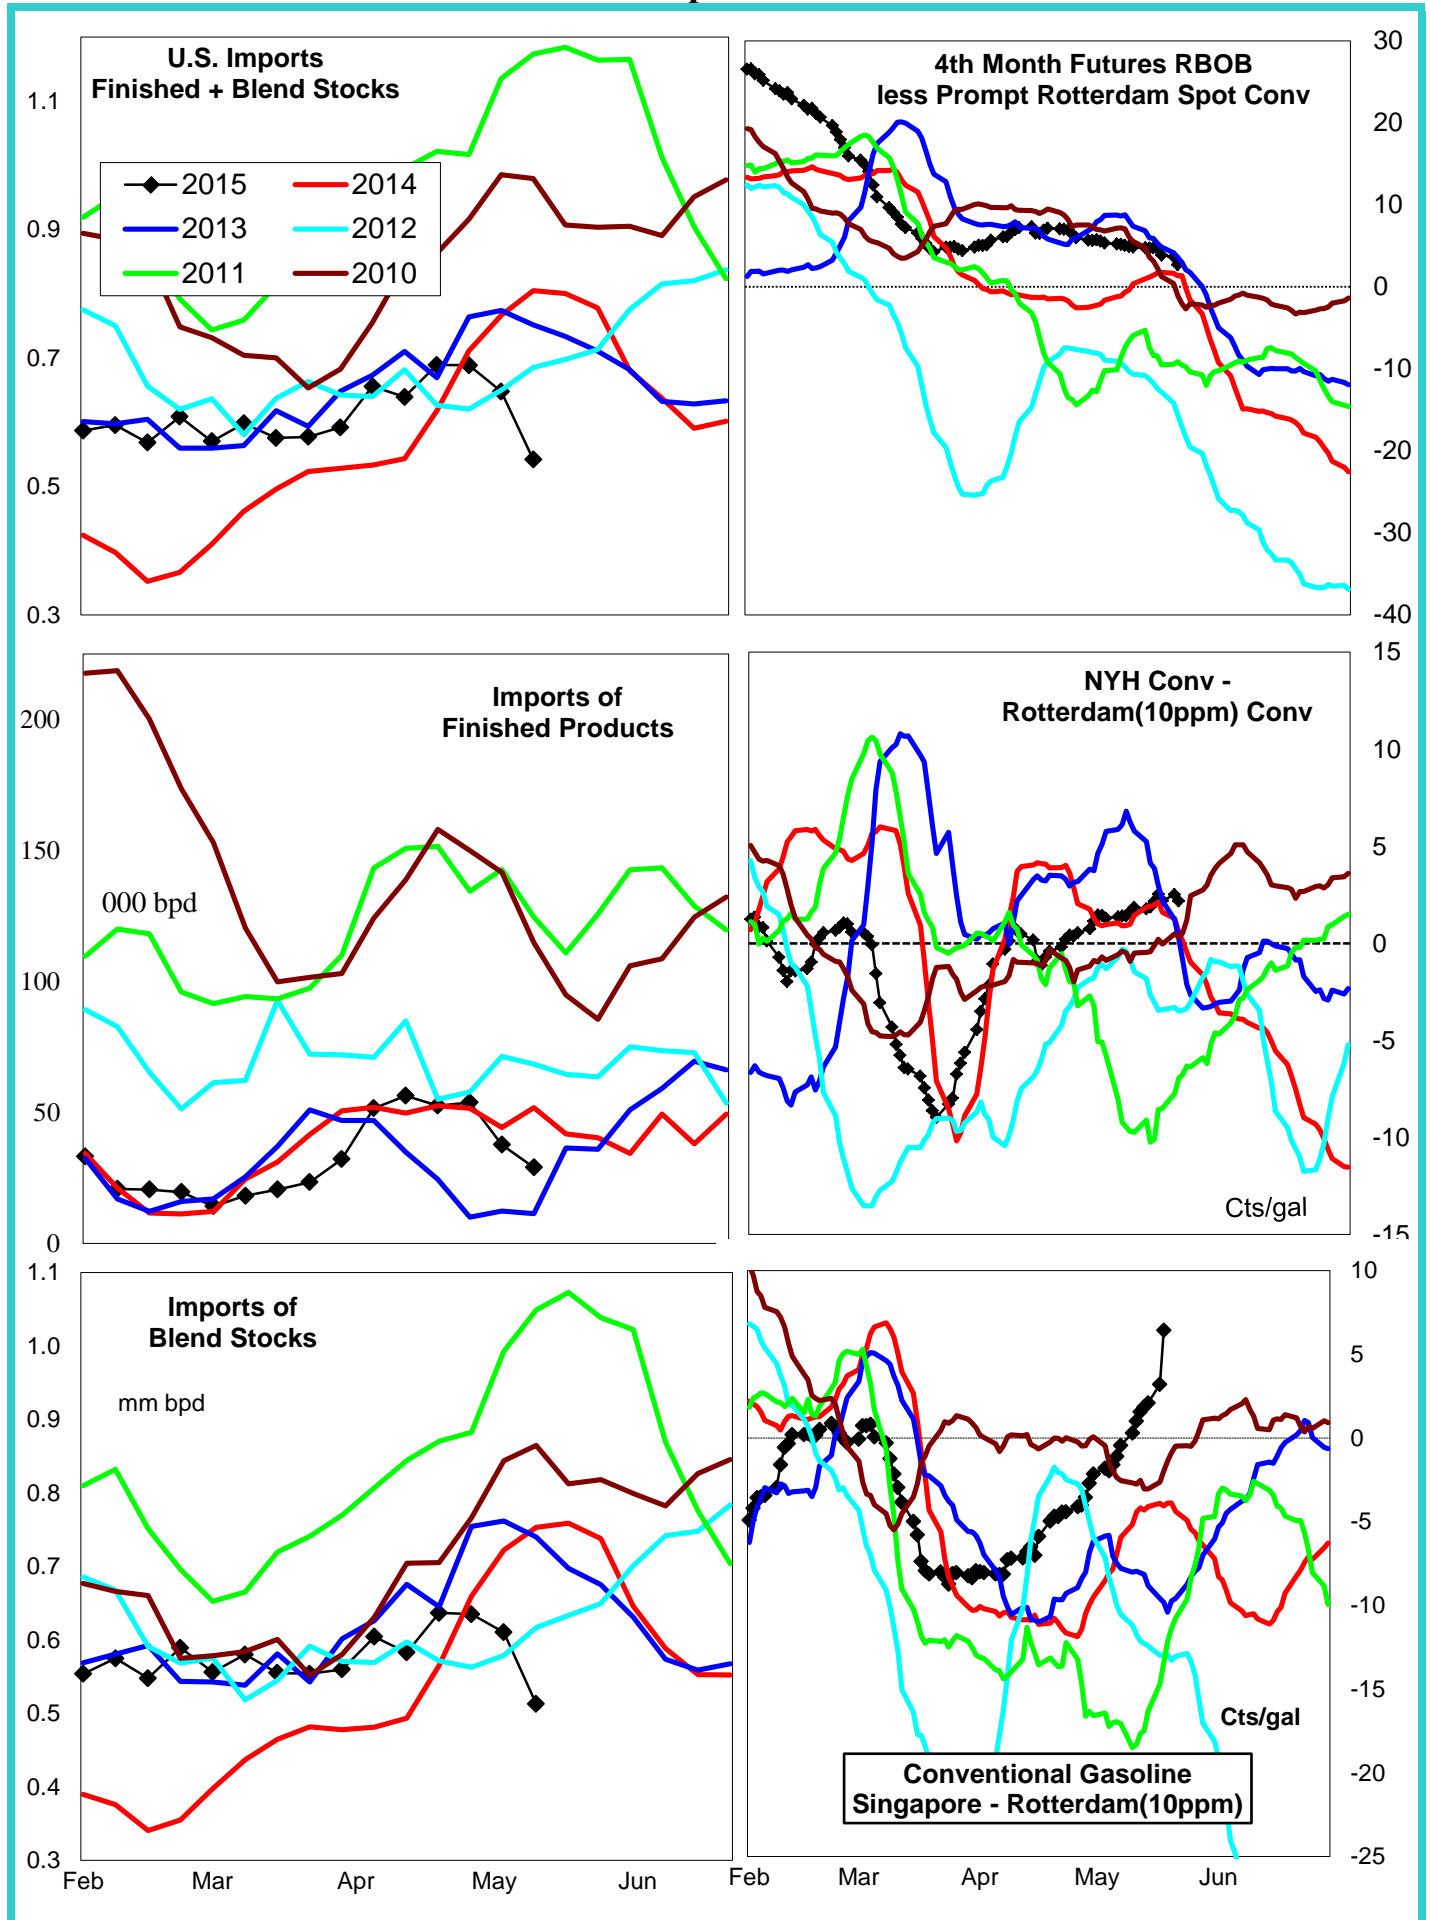 U.S. Imports
Finished + Blend Stocks
1.1
0.9
0.7
0.5
0.3
2015
2014
2013
2012
2011
2010
4th Month Futures RBOB
less Prompt Rotterdam Spot Conv
30
20
10
0
-10
-20
-30
-40
Imports of
Finished Products
000 bpd
200
150
100
50
0
NYH Conv -
Rotterdam(10ppm) Conv
15
10
5
0
-5
-10
-15
Cts/gal
Imports of
Blend Stocks
mm bpd
1.1
1.0
0.9
0.8
0.7
0.6
0.5
0.4
0.3
Feb
Mar
Apr
May
Jun
10
5
0
-5
-10
-15
-20
-25
Cts/gal
Conventional Gasoline
Singapore - Rotterdam(10ppm)
Feb
Mar
Apr
May
Jun